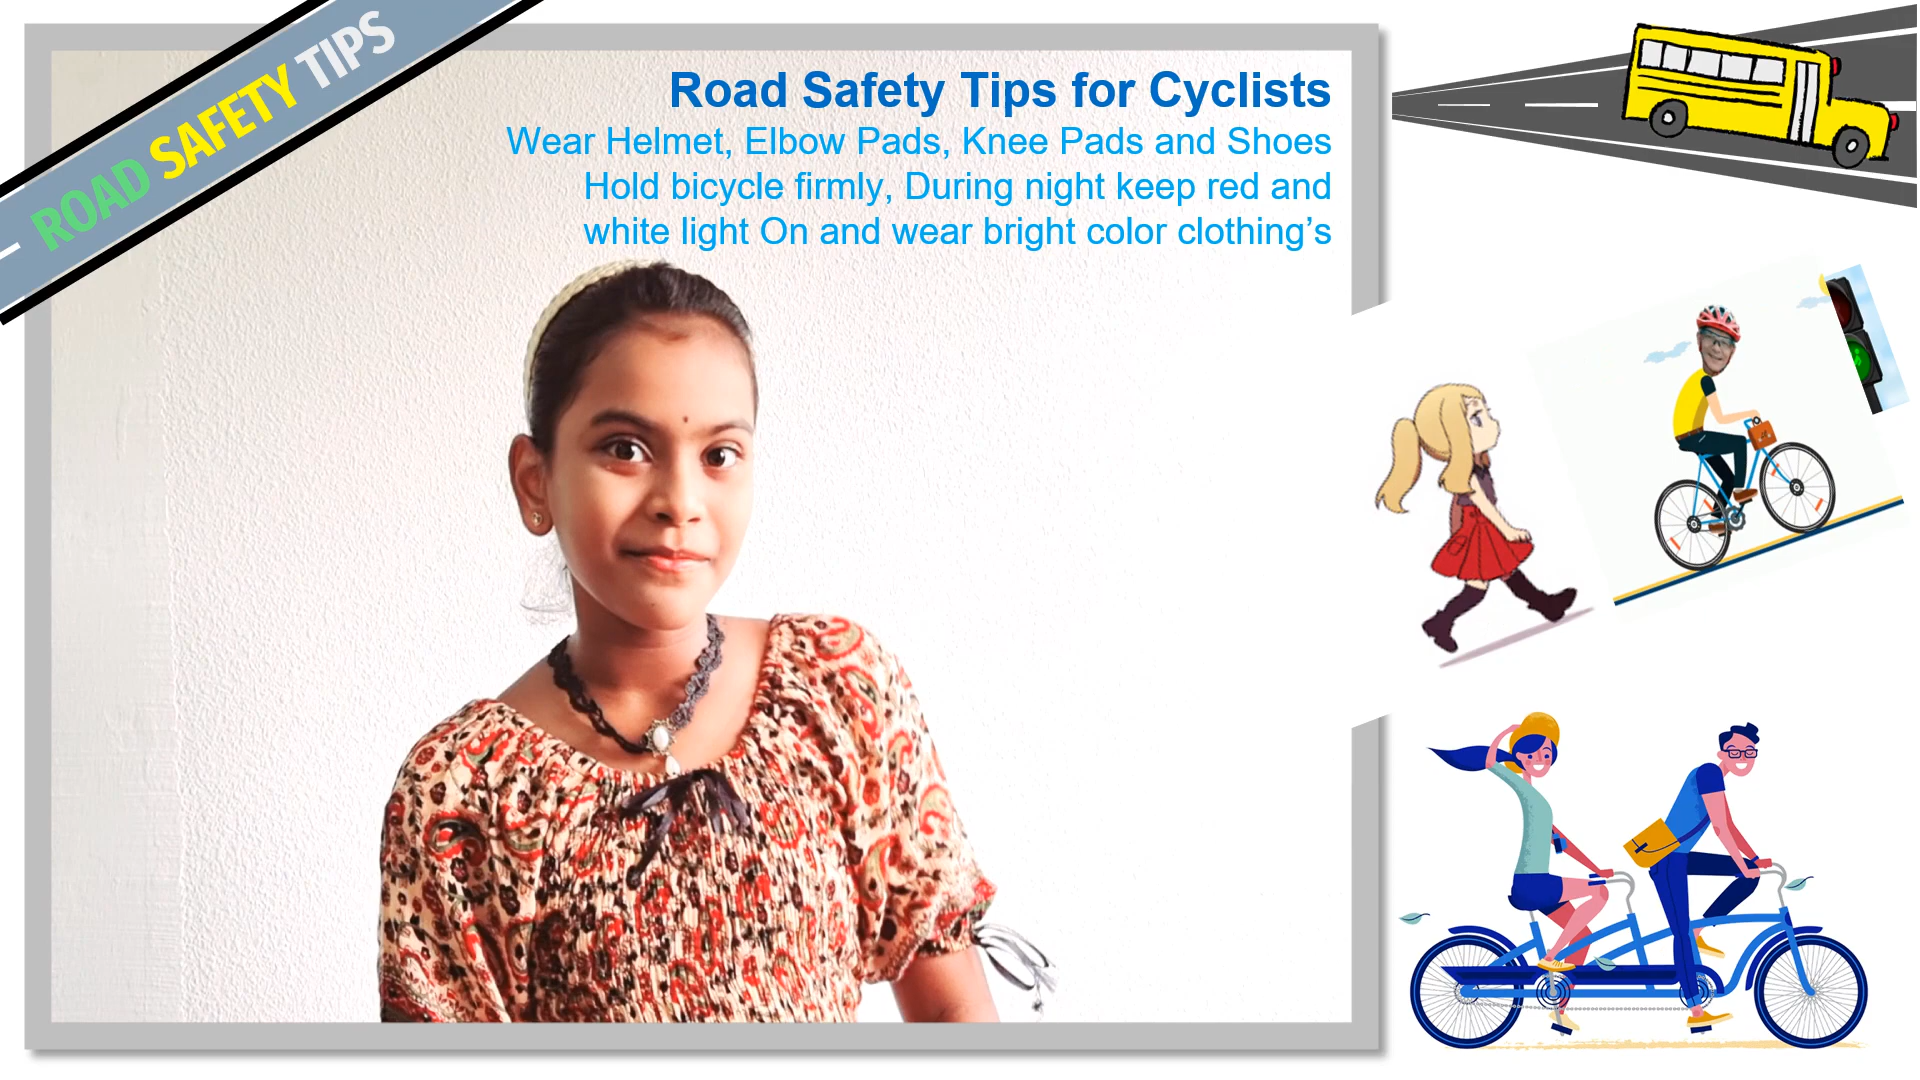 ROAD SAFETY TIPS
Road Safety Tips for Cyclists
Wear Helmet, Elbow Pads, Knee Pads and Shoes
Hold bicycle firmly, During night keep red and
white light On and wear bright color clothing’s